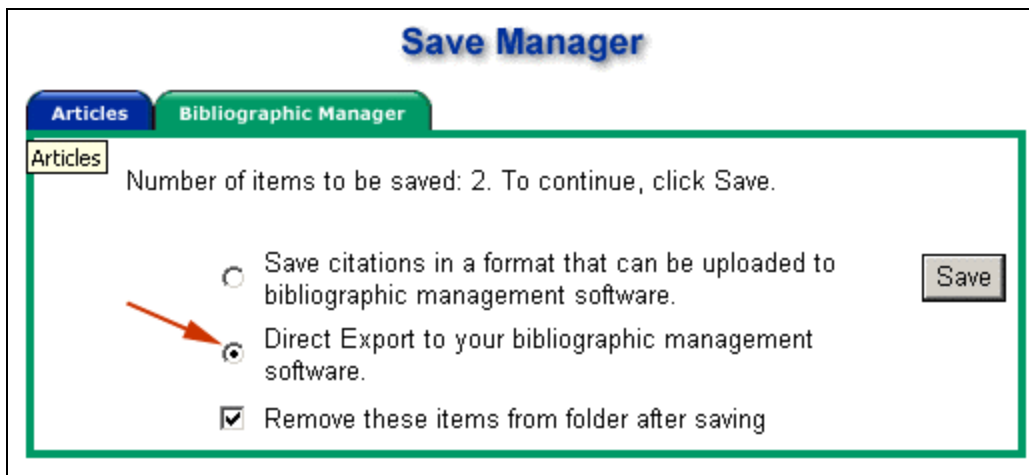 Save Manager
Articles
Bibliographic Manager
Articles
Number of items to be saved: 2. To continue, click Save.
Save citations in a format that can be uploaded to
bibliographic management software.
Save
Direct Export to your bibliographic management
software.
Remove these items from folder after saving